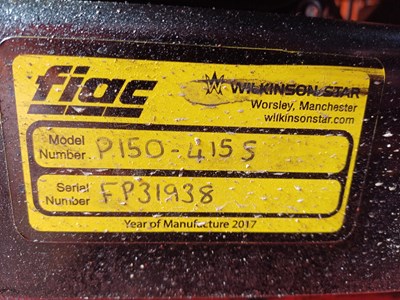 fiac
WILKINSON STAR
Worsley, Manchester
wilkinsonstar.com
Model Number P150-415S
Serial Number FP31938
Year of Manufacture 2017